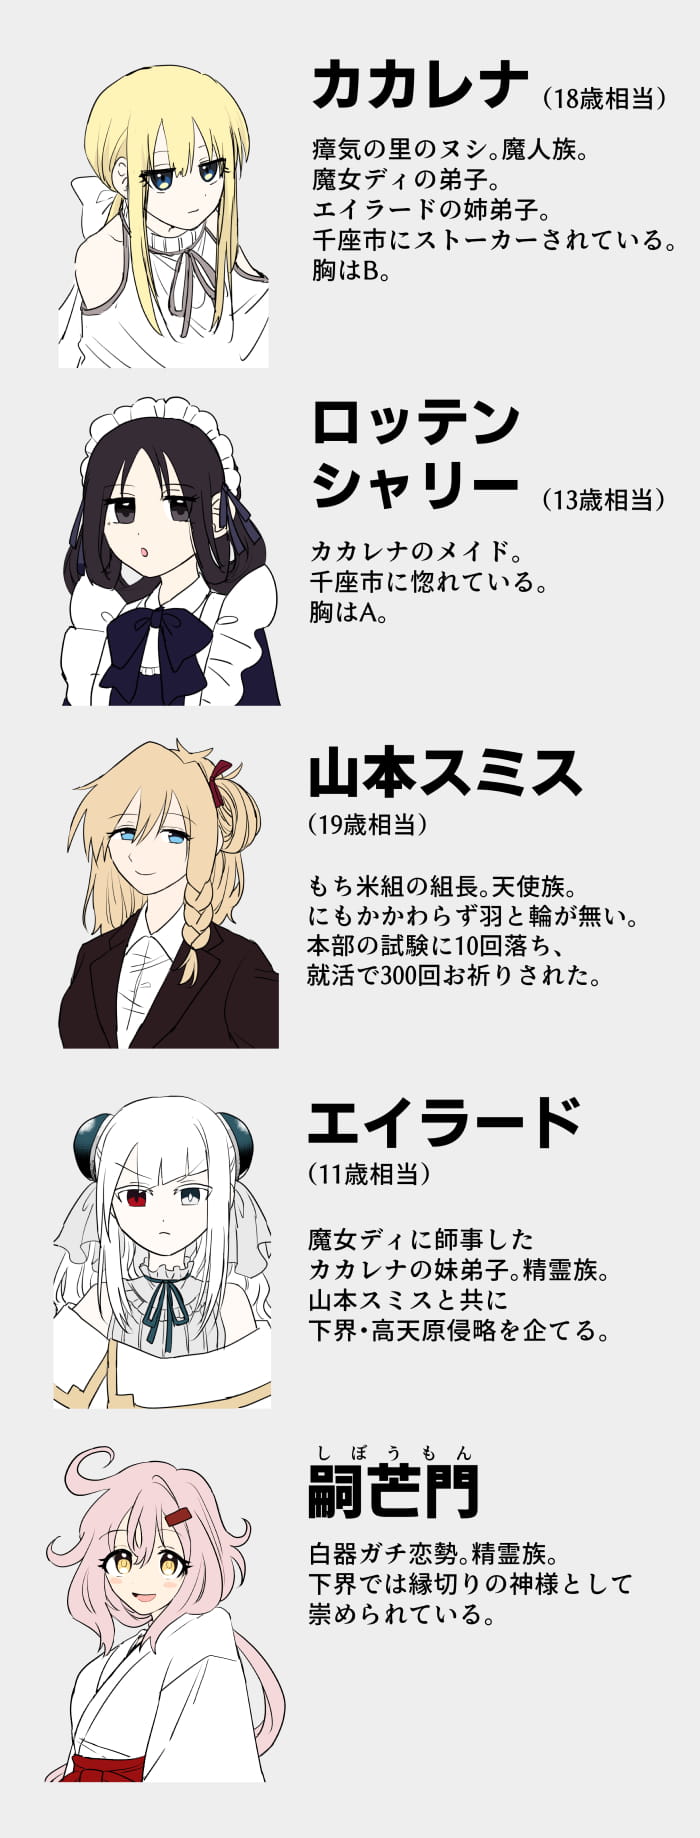 カカレナ（18歳相当）
瘴気の里のヌシ。魔人族。
魔女ディの弟子。
エイラードの姉弟子。
千座市にストーカーされている。
胸はB。
ロッテン
シャリー（13歳相当）
カカレナのメイド。
千座市に惚れている。
胸はA。
山本スミス
（19歳相当）
もち米組の組長。天使族。
にもかかわらず羽と輪が無い。
本部の試験に10回落ち、
就活で300回お祈りされた。
エイラード
（11歳相当）
魔女ディに師事した
カカレナの妹弟子。精霊族。
山本スミスと共に
下界・高天原侵略を企てる。
しぼうもん
嗣芒門
白器ガチ恋勢。精霊族。
下界では縁切りの神様として
崇められている。